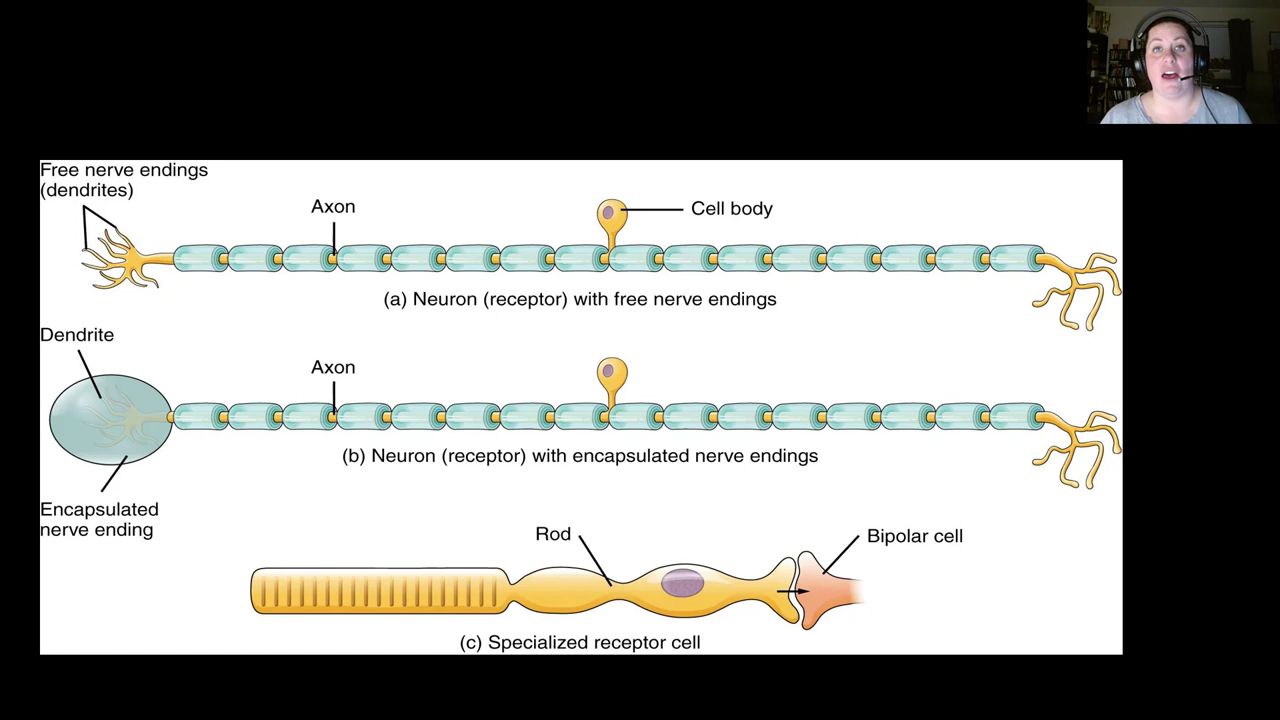 Free nerve endings
(dendrites)
Axon
Cell body
(a) Neuron (receptor) with free nerve endings
Dendrite
Axon
(b) Neuron (receptor) with encapsulated nerve endings
Encapsulated
nerve ending
Rod
Bipolar cell
(c) Specialized receptor cell